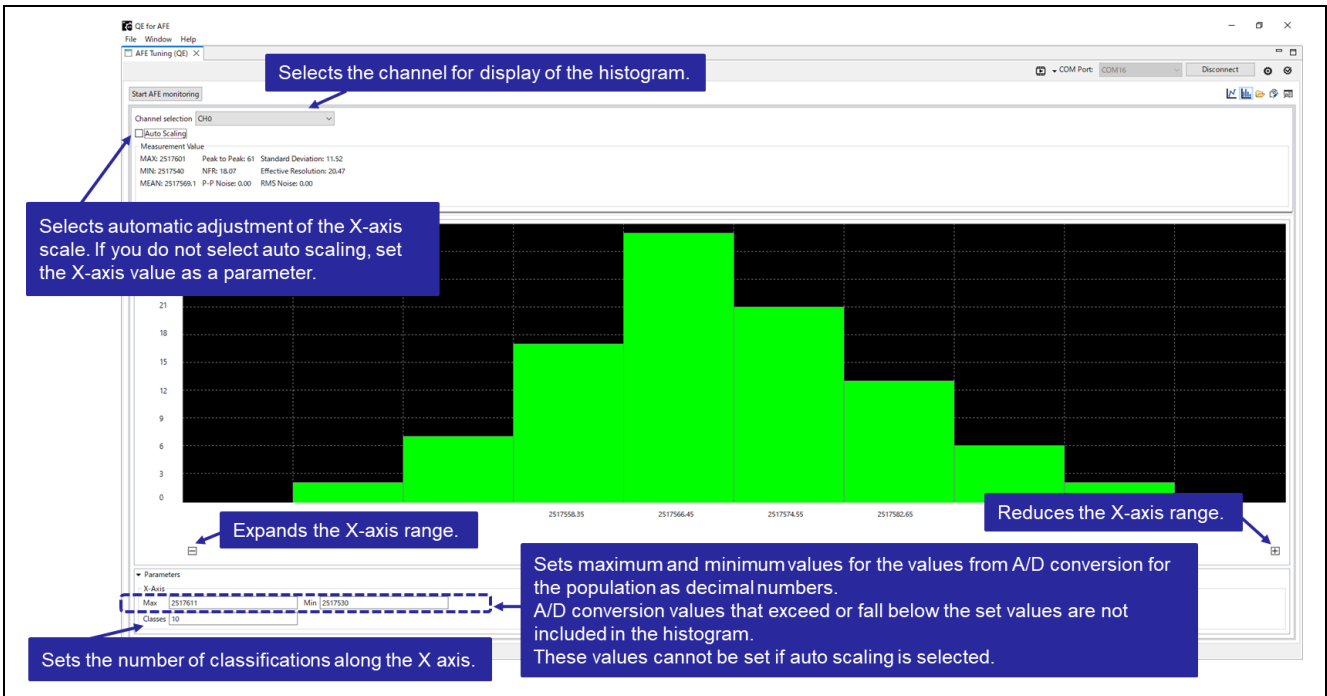 QE for AFE
File Window Help
AFE Tuning (QE)
Selects the channel for display of the histogram.
COM Port: COM16 Disconnect
Start AFE monitoring
Channel selection CH0
Auto Scaling
Measurement Value
MAX: 2517601 Peak to Peak: 61 Standard Deviation: 11.52
MIN: 2517540 NFR: 18.07 Effective Resolution: 20.47
MEAN: 2517569.1 P-P Noise: 0.00 RMS Noise: 0.00
Selects automatic adjustment of the X-axis
scale. If you do not select auto scaling, set
the X-axis value as a parameter.
21
18
15
12
9
6
3
0
2517558.35 2517566.45 2517574.55 2517582.65
Expands the X-axis range.
Reduces the X-axis range.
Sets maximum and minimum values for the values from A/D conversion for
the population as decimal numbers.
A/D conversion values that exceed or fall below the set values are not
included in the histogram.
These values cannot be set if auto scaling is selected.
Parameters
X-Axis
Max 2517611 Min 2517530
Classes 10
Sets the number of classifications along the X axis.